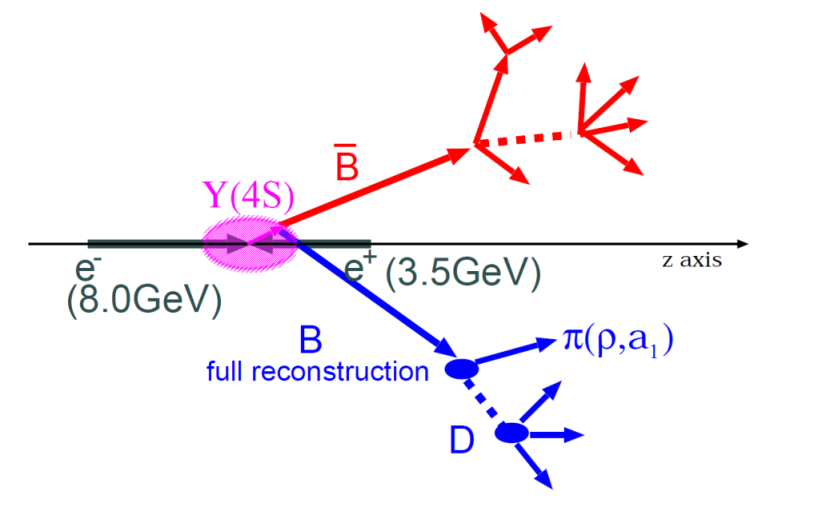 B̅
Υ(4S)
e⁻
(8.0GeV)
e⁺ (3.5GeV)
z axis
B
full reconstruction
π(ρ,a₁)
D